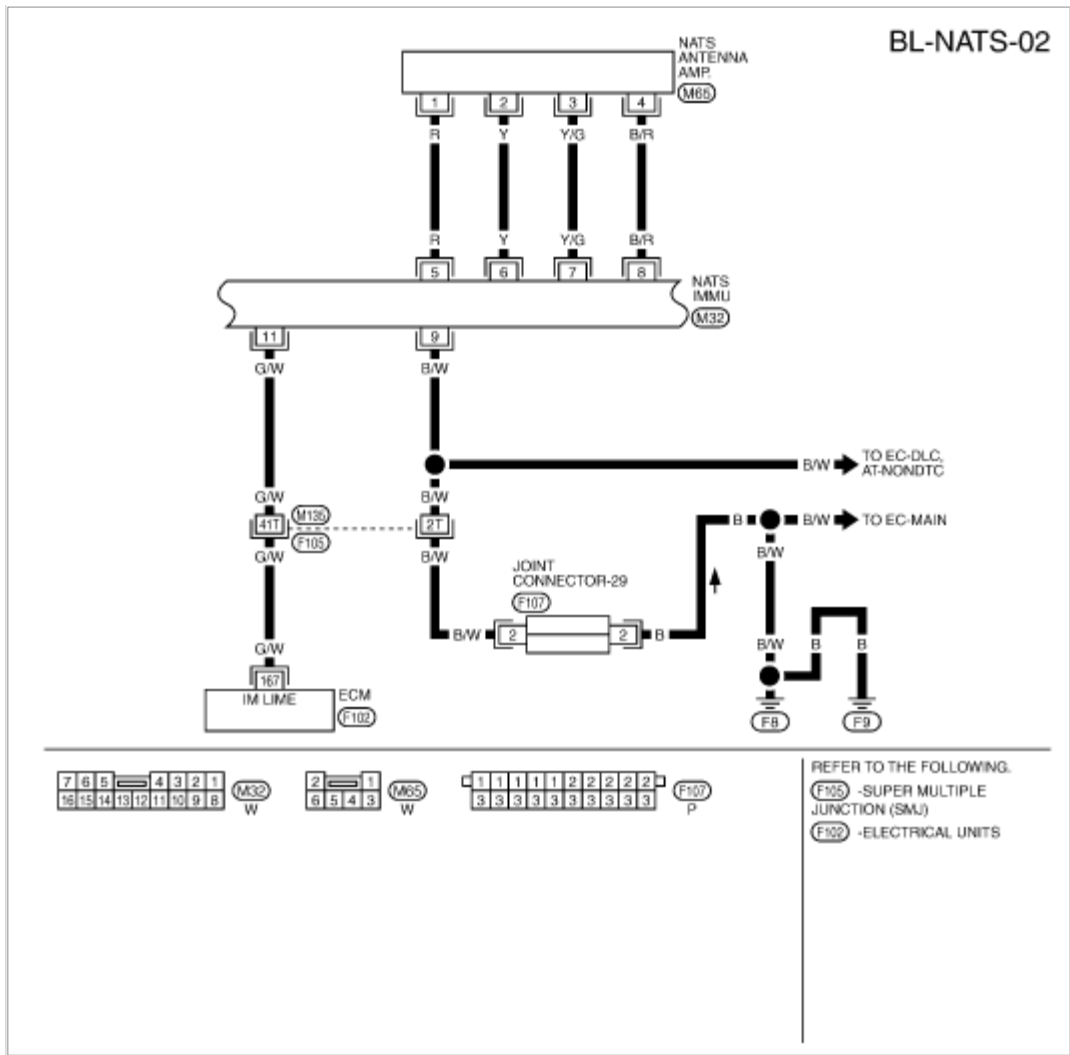 BL-NATS-02
NATS
ANTENNA
AMP.
M65
1 2 3 4
R Y Y/G B/R
R Y Y/G B/R
5 6 7 8
NATS
IMMU
M32
11 9
G/W B/W
B/W TO EC-DLC,
AT-NONDTC
G/W B/W
41T M135 2T
F105
G/W B/W
B B/W TO EC-MAIN
B/W
JOINT
CONNECTOR-29
F107
B/W 2 2 B
G/W B/W B B
167
IM LIME ECM
F102
F8 F9
7 6 5 4 3 2 1
16 15 14 13 12 11 10 9 8
M32
W
2 1
6 5 4 3
M65
W
1 1 1 1 1 2 2 2 2 2
3 3 3 3 3 3 3 3 3 3
F107
P
REFER TO THE FOLLOWING.
F105 -SUPER MULTIPLE
JUNCTION (SMJ)
F102 -ELECTRICAL UNITS